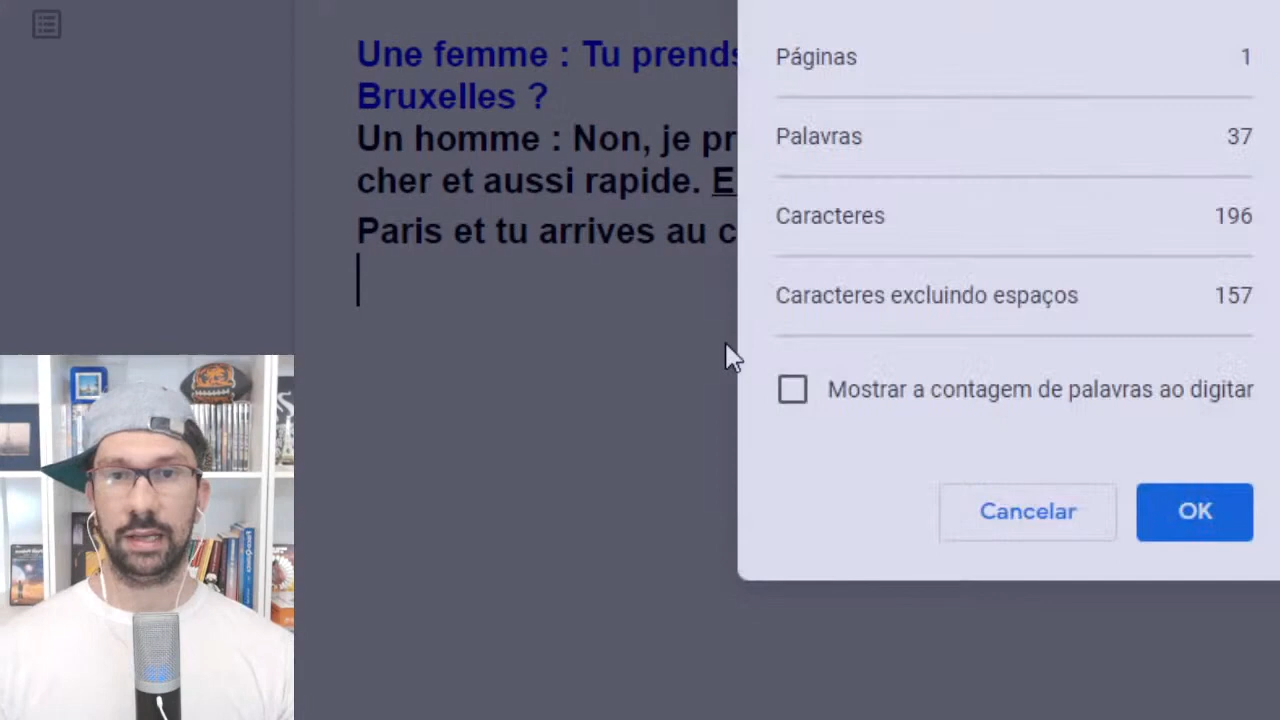 Une femme : Tu prends
Bruxelles ?
Un homme : Non, je pr
cher et aussi rapide. E
Paris et tu arrives au c
Páginas 1
Palavras 37
Caracteres 196
Caracteres excluindo espaços 157
Mostrar a contagem de palavras ao digitar
Cancelar OK